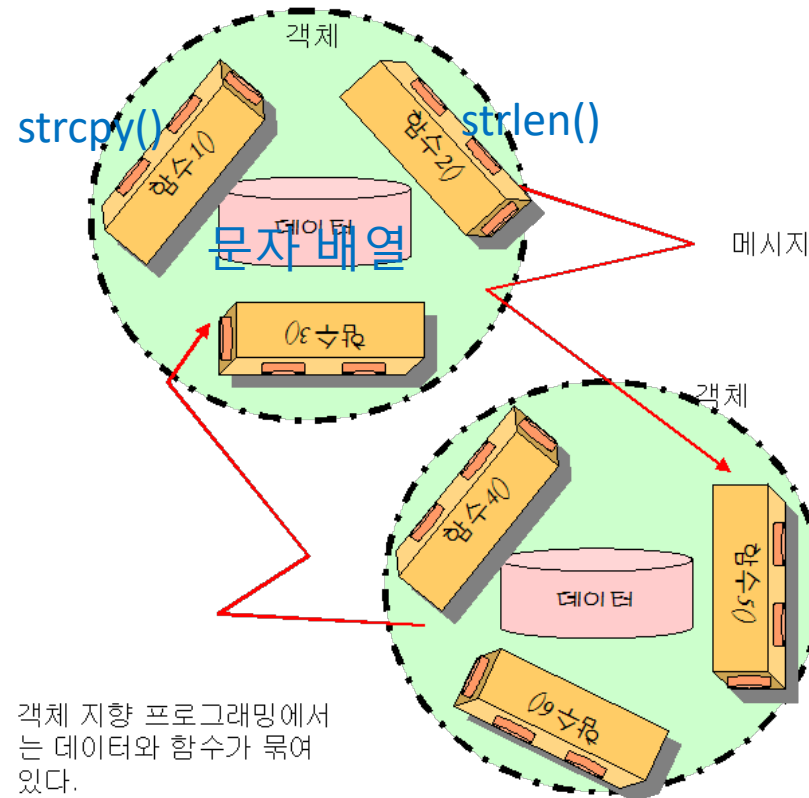 객체
strcpy()
strlen()
함수1()
함수2()
데이터
문자 배열
메시지
함수3()
객체
함수4()
데이터
함수5()
함수6()
객체 지향 프로그래밍에서
는 데이터와 함수가 묶여
있다.